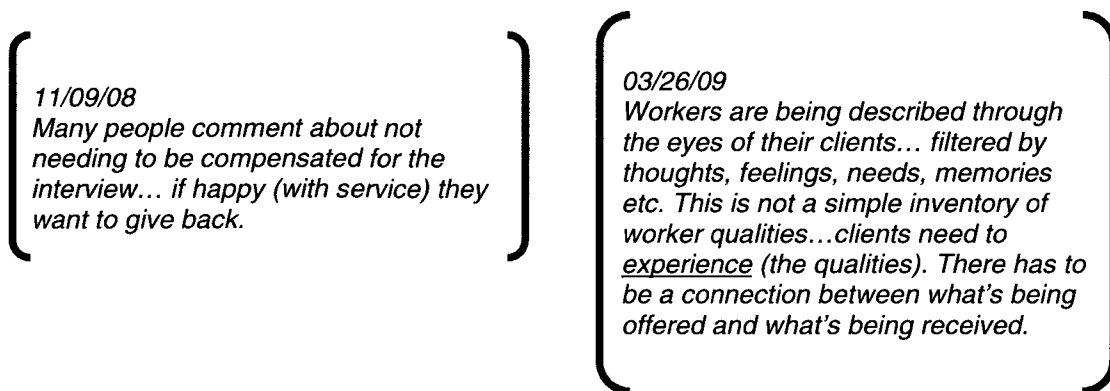 11/09/08
Many people comment about not
needing to be compensated for the
interview... if happy (with service) they
want to give back.
03/26/09
Workers are being described through
the eyes of their clients... filtered by
thoughts, feelings, needs, memories
etc. This is not a simple inventory of
worker qualities...clients need to
experience (the qualities). There has to
be a connection between what's being
offered and what's being received.